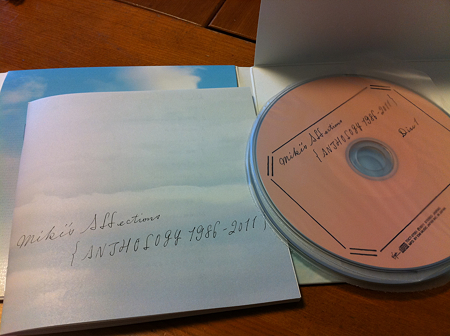 Miki's Affections
{ANTHOLOGY 1986-2011}
Miki's Affections
{ANTHOLOGY 1986-2011}
Disc 1